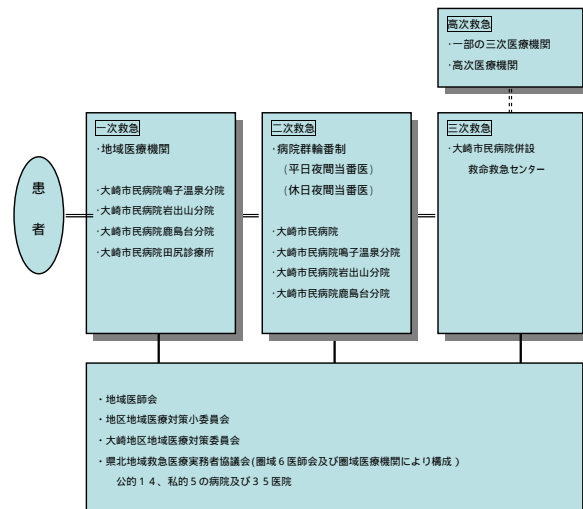 高次救急
・一部の三次医療機関
・高次医療機関
一次救急
・地域医療機関
・大崎市民病院鳴子温泉分院
・大崎市民病院岩出山分院
・大崎市民病院鹿島台分院
・大崎市民病院田尻診療所
二次救急
・病院群輪番制
(平日夜間当番医)
(休日夜間当番医)
・大崎市民病院
・大崎市民病院鳴子温泉分院
・大崎市民病院岩出山分院
・大崎市民病院鹿島台分院
三次救急
・大崎市民病院併設
救命救急センター
患
者
・地域医師会
・地区地域医療対策小委員会
・大崎地区地域医療対策委員会
・県北地域救急医療実務者協議会(圏域6医師会及び圏域医療機関により構成)
公的14、私的5の病院及び35医院